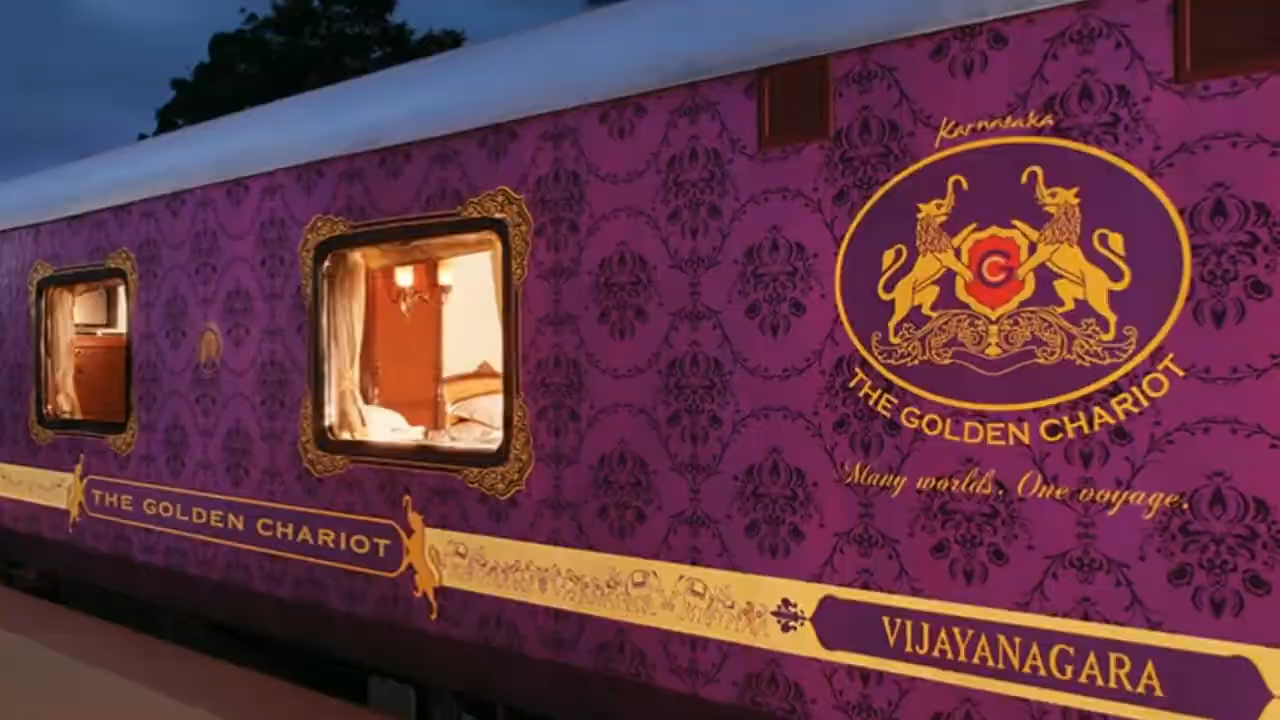 Karnataka
THE GOLDEN CHARIOT
Many worlds. One voyage.
THE GOLDEN CHARIOT
VIJAYANAGARA